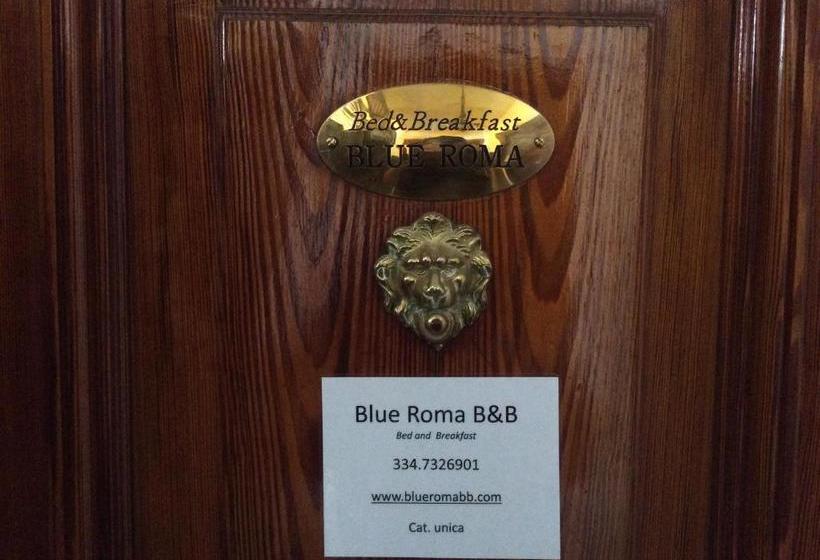 Bed&Breakfast
BLUE ROMA
Blue Roma B&B
Bed and Breakfast
334.7326901
www.blueromabb.com
Cat. unica